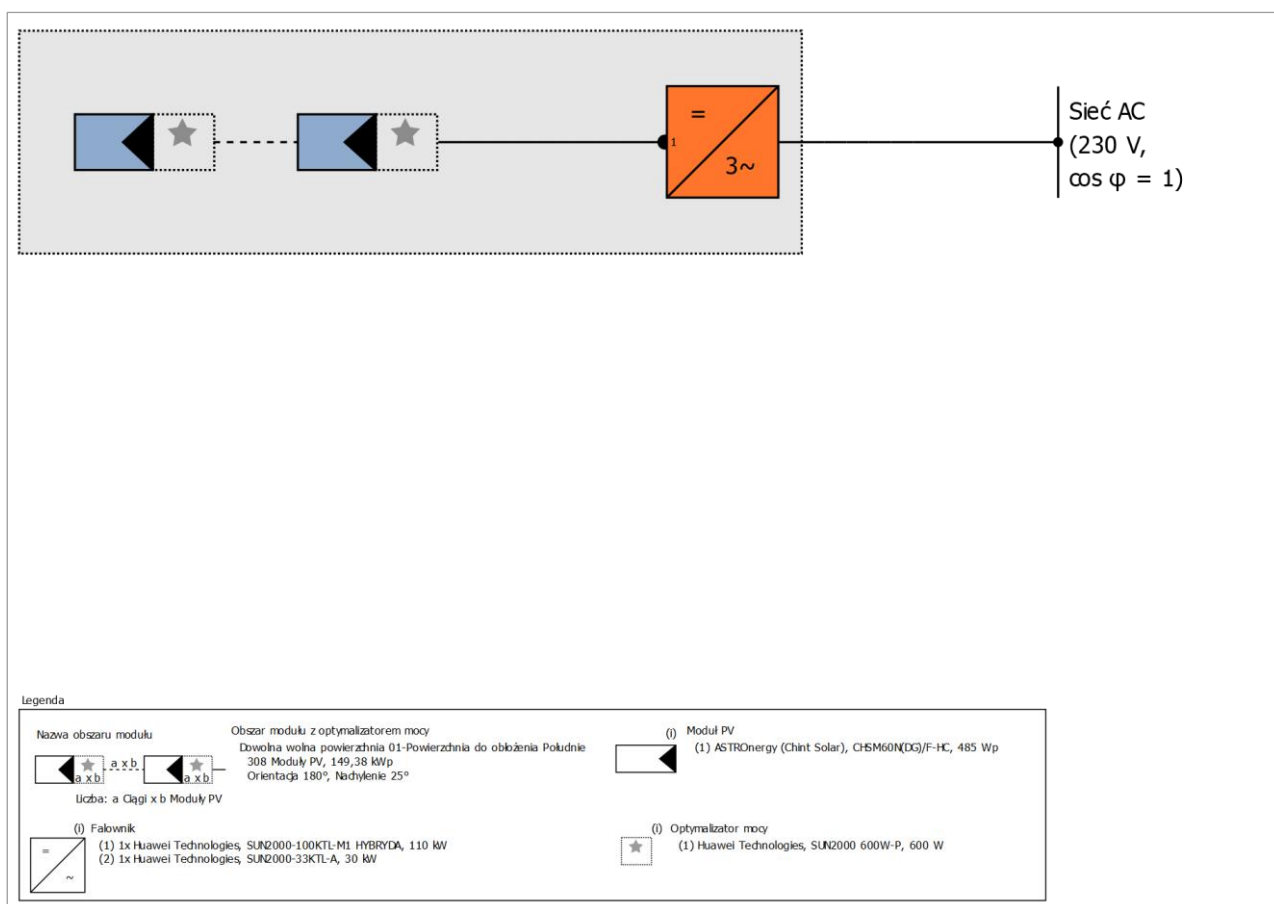 =
1
3~
Sieć AC
(230 V,
cos φ = 1)
Legenda
Nazwa obszaru modułu
a x b
a x b
a x b
Liczba: a Ciągi x b Moduły PV
Obszar modułu z optymalizatorem mocy
Dowolna wolna powierzchnia 01-Powierzchnia do obłożenia Południe
308 Moduły PV, 149,38 kWp
Orientacja 180°, Nachylenie 25°
(i) Moduł PV
(1) ASTROnergy (Chint Solar), CHSM60N(DG)/F-HC, 485 Wp
(i) Falownik
=
~
(1) 1x Huawei Technologies, SUN2000-100KTL-M1 HYBRYDA, 110 kW
(2) 1x Huawei Technologies, SUN2000-33KTL-A, 30 kW
(i) Optymalizator mocy
(1) Huawei Technologies, SUN2000 600W-P, 600 W